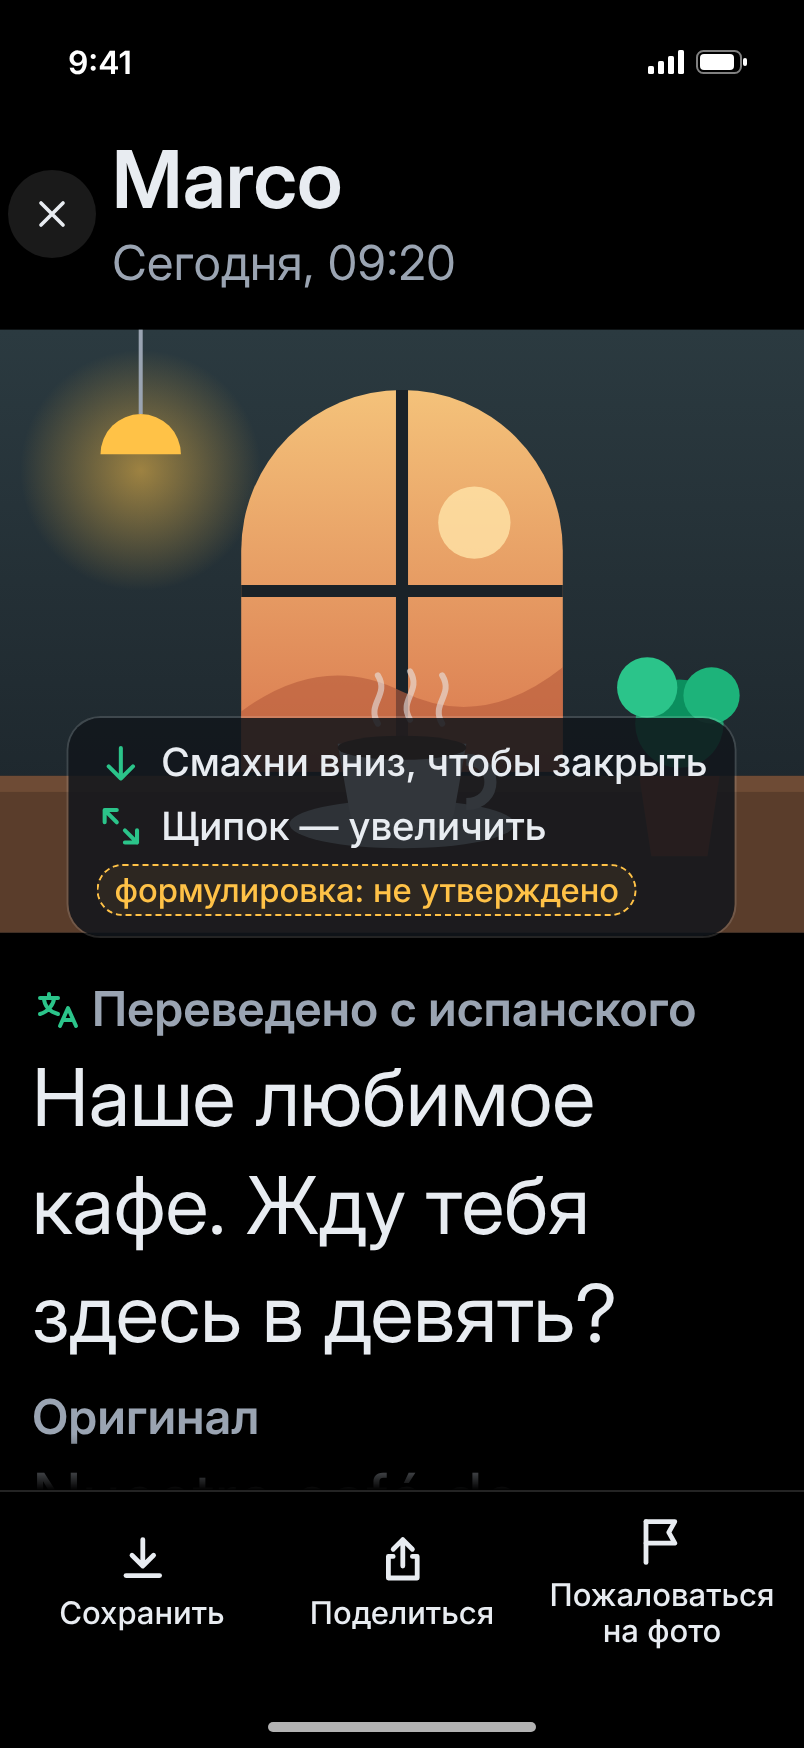 9:41
Marco
Сегодня, 09:20
Смахни вниз, чтобы закрыть
Щипок — увеличить
формулировка: не утверждено
Переведено с испанского
Наше любимое
кафе. Жду тебя
здесь в девять?
Оригинал
Сохранить
Поделиться
Пожаловаться
на фото